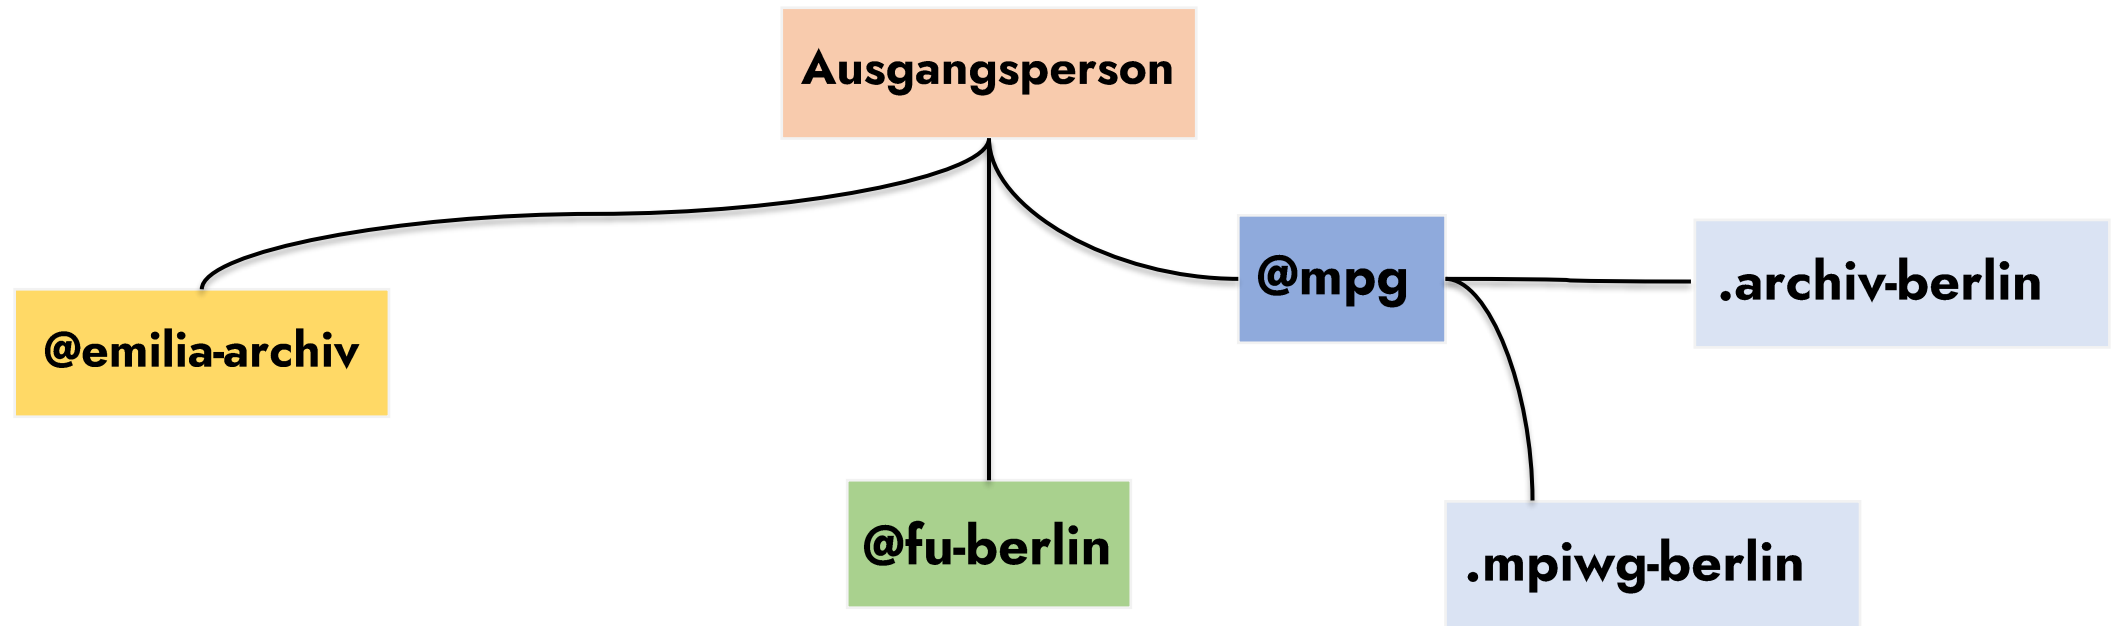 Ausgangsperson
@mpg
.archiv-berlin
@emilia-archiv
@fu-berlin
.mpiwg-berlin